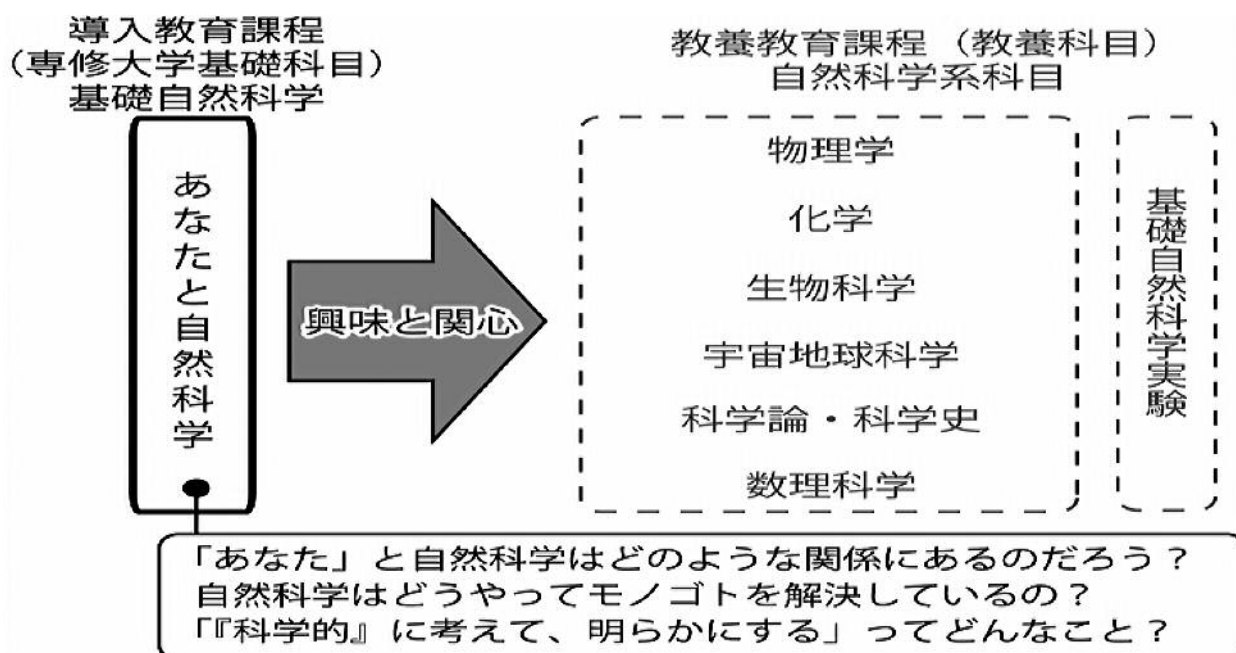 導入教育課程
（専修大学基礎科目）
基礎自然科学
あなたと自然科学
興味と関心
教養教育課程（教養科目）
自然科学系科目
物理学
化学
生物科学
宇宙地球科学
科学論・科学史
数理科学
基礎自然科学実験
「あなた」と自然科学はどのような関係にあるのだろう？
自然科学はどうやってモノゴトを解決しているの？
「『科学的』に考えて、明らかにする」ってどんなこと？